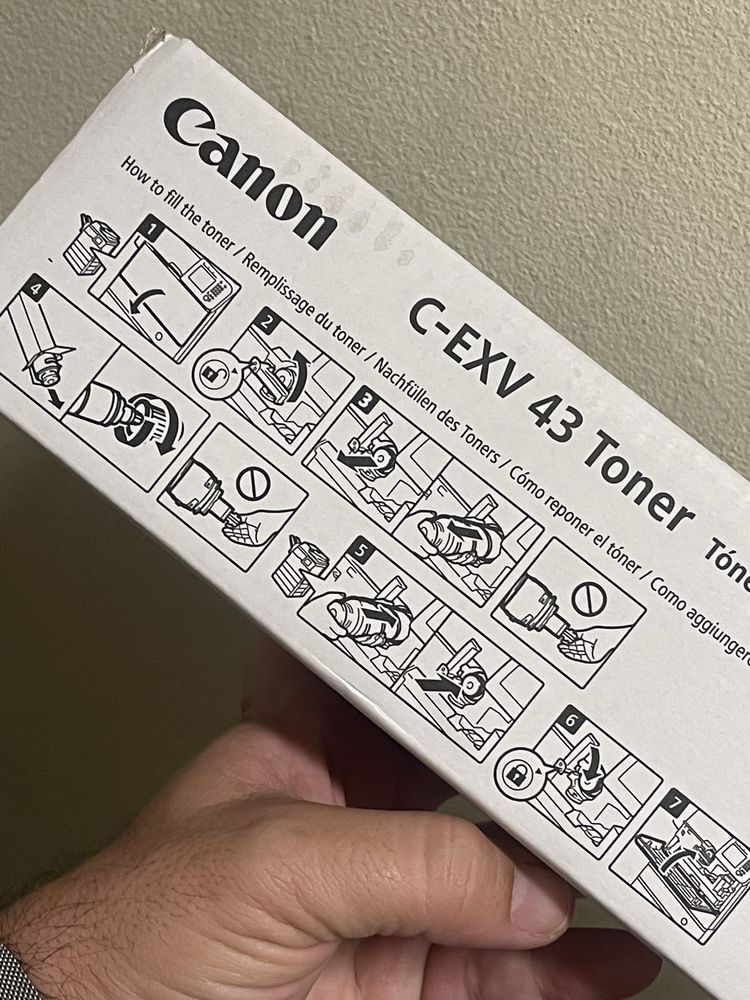 Canon
C-EXV 43 Toner Tóne
How to fill the toner / Remplissage du toner / Nachfüllen des Toners / Cómo reponer el tóner / Como aggiungere
1
2
3
4
5
6
7